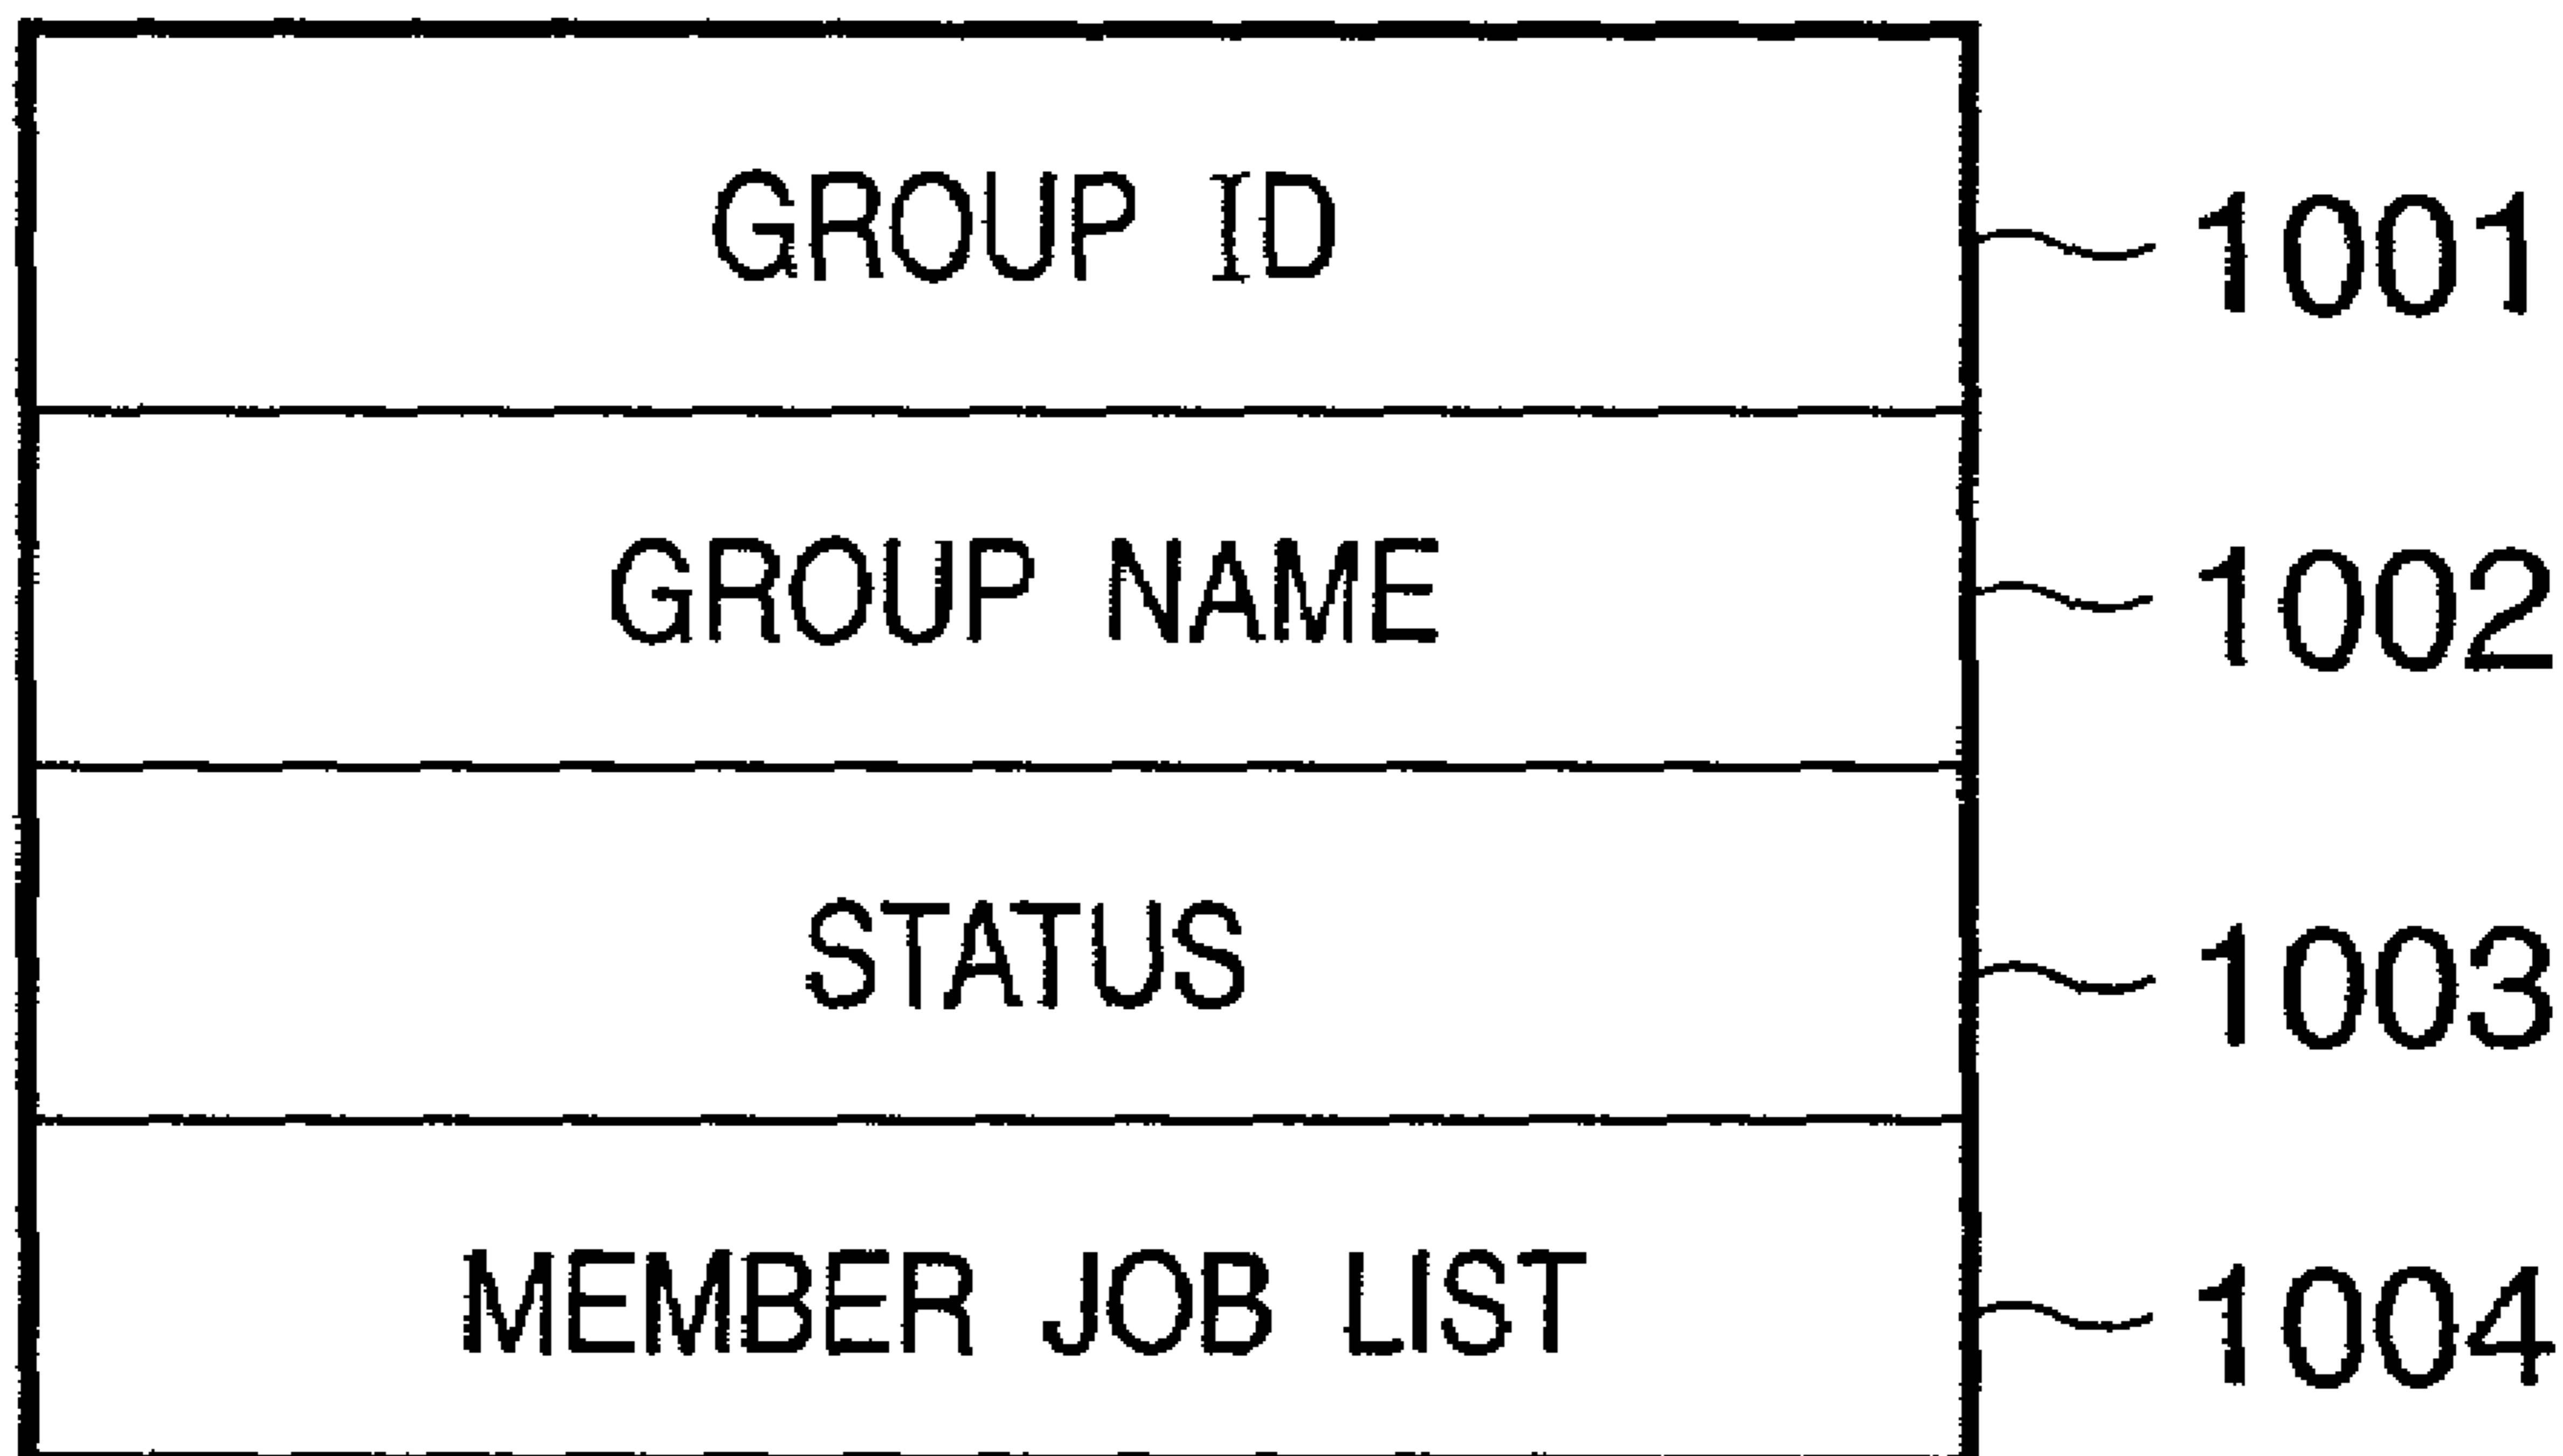 GROUP ID 1001
GROUP NAME 1002
STATUS 1003
MEMBER JOB LIST 1004